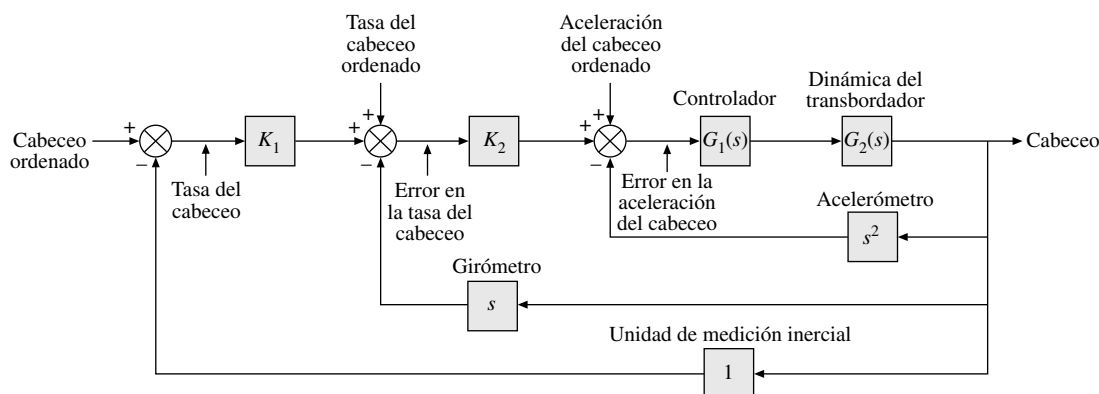 Tasa del
cabeceo
ordenado
Aceleración
del cabeceo
ordenado
Controlador
Dinámica del
transbordador
Cabeceo
ordenado
+
−
K1
+
+
−
K2
+
+
−
G1(s)
G2(s)
Cabeceo
Tasa del
cabeceo
Error en
la tasa del
cabeceo
Error en la
aceleración
del cabeceo
Acelerómetro
s²
Girómetro
s
Unidad de medición inercial
1